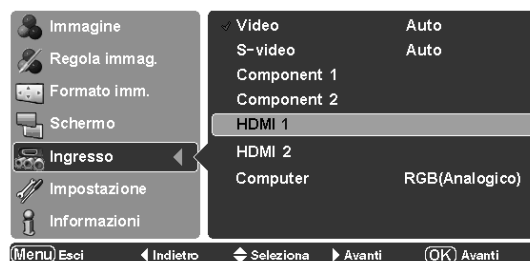 Immagine
Regola immag.
Formato imm.
Schermo
Ingresso
Impostazione
Informazioni
Video Auto
S-video Auto
Component 1
Component 2
HDMI 1
HDMI 2
Computer RGB(Analogico)
Menu Esci Indietro Seleziona Avanti OK Avanti